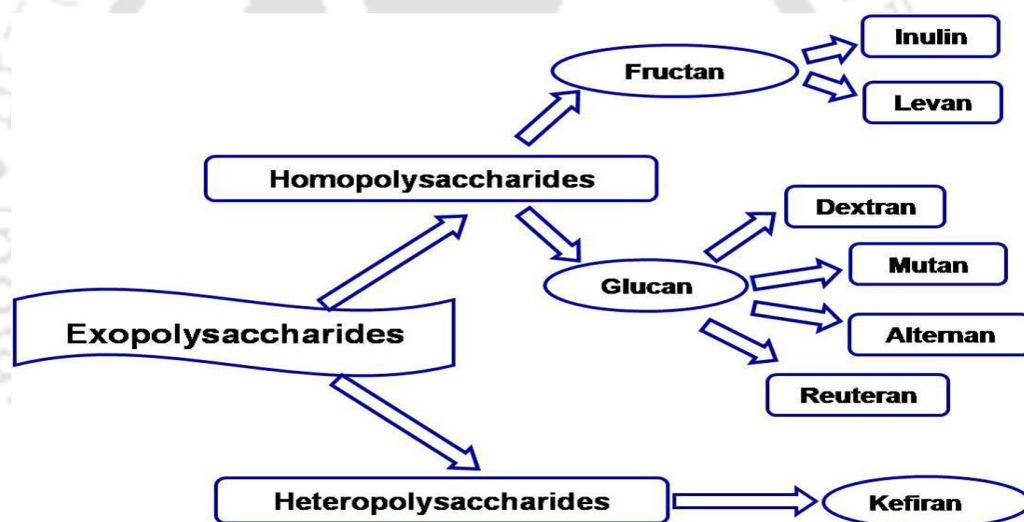 Inulin
Fructan
Levan
Homopolysaccharides
Dextran
Mutan
Glucan
Alternan
Exopolysaccharides
Reuteran
Heteropolysaccharides
Kefiran